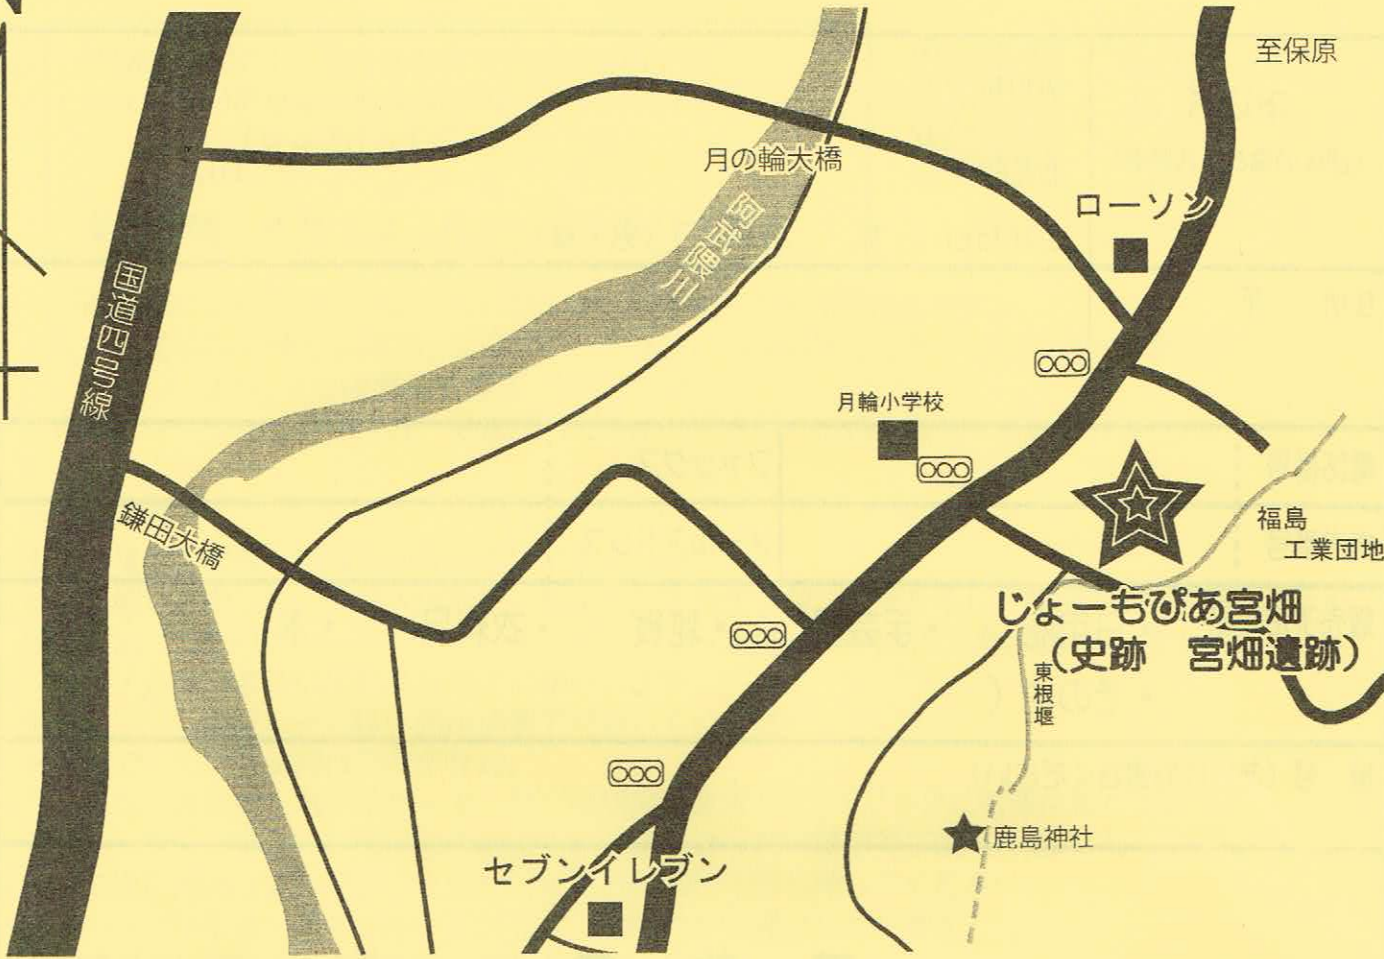 N
至保原
月の輪大橋
ローソン
阿武隈川
国道四号線
月輪小学校
鎌田大橋
福島
工業団地
じょーもぴあ宮畑
(史跡 宮畑遺跡)
東根堰
鹿島神社
セブンイレブン